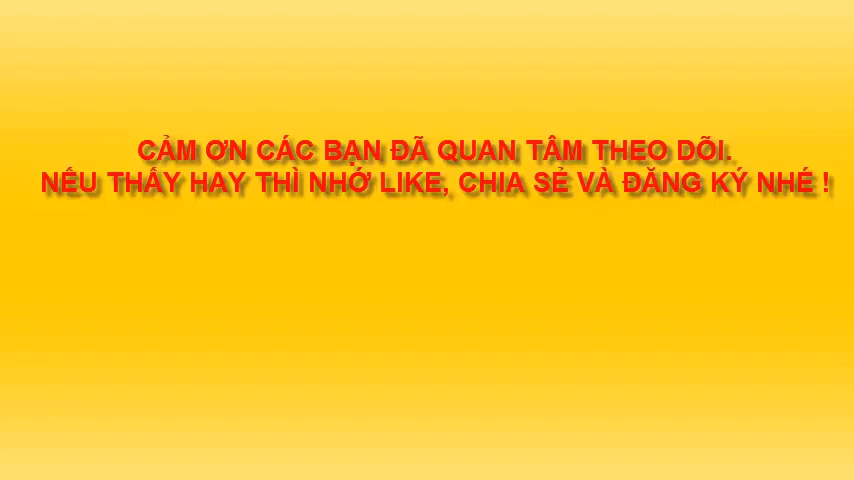 CẢM ƠN CÁC BẠN ĐÃ QUAN TÂM THEO DÕI.
NẾU THẤY HAY THÌ NHỚ LIKE, CHIA SẺ VÀ ĐĂNG KÝ NHÉ !